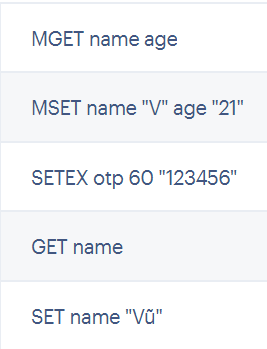 MGET name age
MSET name "V" age "21"
SETEX otp 60 "123456"
GET name
SET name "Vũ"